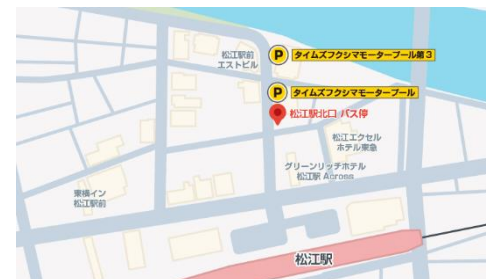 松江駅前
エストビル
P タイムズフクシマモータープール第3
P タイムズフクシマモータープール
松江駅北口 バス停
松江エクセル
ホテル東急
グリーンリッチホテル
松江駅 Across
東横イン
松江駅前
松江駅